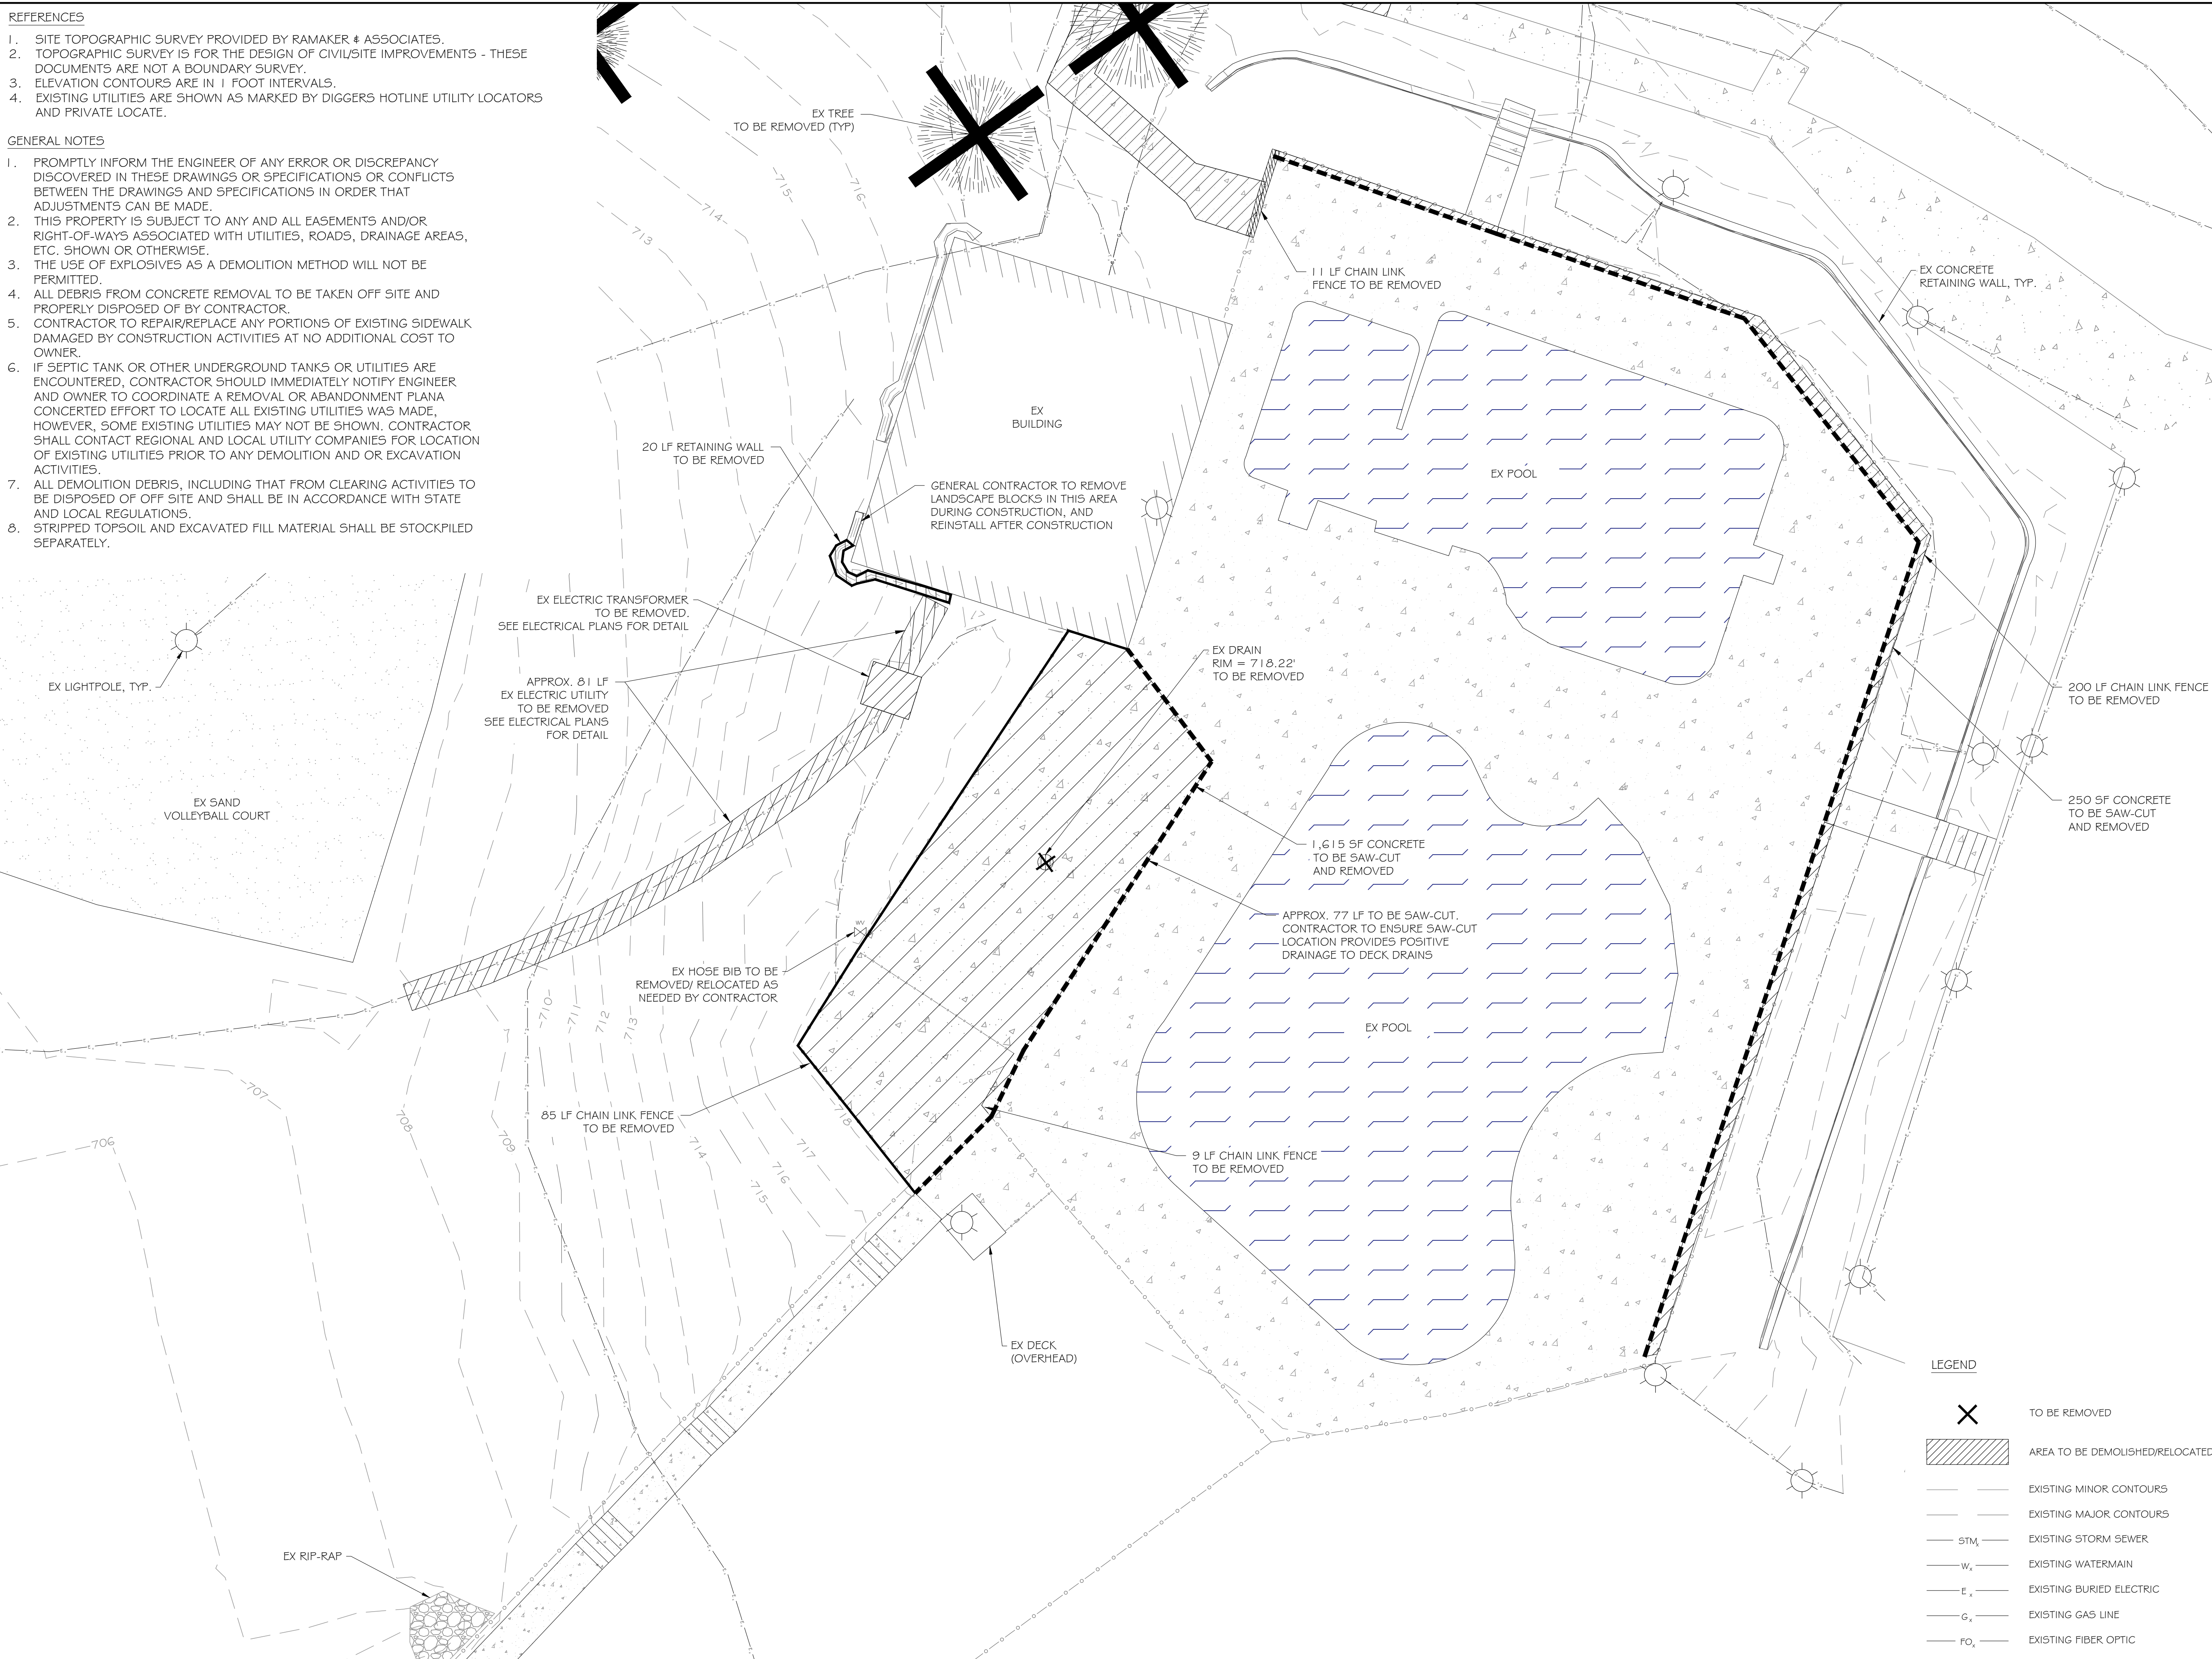 REFERENCES
1. SITE TOPOGRAPHIC SURVEY PROVIDED BY RAMAKER & ASSOCIATES.
2. TOPOGRAPHIC SURVEY IS FOR THE DESIGN OF CIVIL/SITE IMPROVEMENTS - THESE
DOCUMENTS ARE NOT A BOUNDARY SURVEY.
3. ELEVATION CONTOURS ARE IN 1 FOOT INTERVALS.
4. EXISTING UTILITIES ARE SHOWN AS MARKED BY DIGGERS HOTLINE UTILITY LOCATORS
AND PRIVATE LOCATE.
GENERAL NOTES
1. PROMPTLY INFORM THE ENGINEER OF ANY ERROR OR DISCREPANCY
DISCOVERED IN THESE DRAWINGS OR SPECIFICATIONS OR CONFLICTS
BETWEEN THE DRAWINGS AND SPECIFICATIONS IN ORDER THAT
ADJUSTMENTS CAN BE MADE.
2. THIS PROPERTY IS SUBJECT TO ANY AND ALL EASEMENTS AND/OR
RIGHT-OF-WAYS ASSOCIATED WITH UTILITIES, ROADS, DRAINAGE AREAS,
ETC. SHOWN OR OTHERWISE.
3. THE USE OF EXPLOSIVES AS A DEMOLITION METHOD WILL NOT BE
PERMITTED.
4. ALL DEBRIS FROM CONCRETE REMOVAL TO BE TAKEN OFF SITE AND
PROPERLY DISPOSED OF BY CONTRACTOR.
5. CONTRACTOR TO REPAIR/REPLACE ANY PORTIONS OF EXISTING SIDEWALK
DAMAGED BY CONSTRUCTION ACTIVITIES AT NO ADDITIONAL COST TO
OWNER.
6. IF SEPTIC TANK OR OTHER UNDERGROUND TANKS OR UTILITIES ARE
ENCOUNTERED, CONTRACTOR SHOULD IMMEDIATELY NOTIFY ENGINEER
AND OWNER TO COORDINATE A REMOVAL OR ABANDONMENT PLANA
CONCERTED EFFORT TO LOCATE ALL EXISTING UTILITIES WAS MADE,
HOWEVER, SOME EXISTING UTILITIES MAY NOT BE SHOWN. CONTRACTOR
SHALL CONTACT REGIONAL AND LOCAL UTILITY COMPANIES FOR LOCATION
OF EXISTING UTILITIES PRIOR TO ANY DEMOLITION AND OR EXCAVATION
ACTIVITIES.
7. ALL DEMOLITION DEBRIS, INCLUDING THAT FROM CLEARING ACTIVITIES TO
BE DISPOSED OF OFF SITE AND SHALL BE IN ACCORDANCE WITH STATE
AND LOCAL REGULATIONS.
8. STRIPPED TOPSOIL AND EXCAVATED FILL MATERIAL SHALL BE STOCKPILED
SEPARATELY.
EX TREE
TO BE REMOVED (TYP)
713
714
715
716
11 LF CHAIN LINK
FENCE TO BE REMOVED
EX CONCRETE
RETAINING WALL, TYP.
EX
BUILDING
20 LF RETAINING WALL
TO BE REMOVED
GENERAL CONTRACTOR TO REMOVE
LANDSCAPE BLOCKS IN THIS AREA
DURING CONSTRUCTION, AND
REINSTALL AFTER CONSTRUCTION
EX POOL
EX ELECTRIC TRANSFORMER
TO BE REMOVED.
SEE ELECTRICAL PLANS FOR DETAIL
717
EX DRAIN
RIM = 718.22'
TO BE REMOVED
EX LIGHTPOLE, TYP.
APPROX. 81 LF
EX ELECTRIC UTILITY
TO BE REMOVED
SEE ELECTRICAL PLANS
FOR DETAIL
200 LF CHAIN LINK FENCE
TO BE REMOVED
EX SAND
VOLLEYBALL COURT
250 SF CONCRETE
TO BE SAW-CUT
AND REMOVED
1,615 SF CONCRETE
TO BE SAW-CUT
AND REMOVED
WV
APPROX. 77 LF TO BE SAW-CUT.
CONTRACTOR TO ENSURE SAW-CUT
LOCATION PROVIDES POSITIVE
DRAINAGE TO DECK DRAINS
EX HOSE BIB TO BE
REMOVED/ RELOCATED AS
NEEDED BY CONTRACTOR
710
711
712
713
EX POOL
706
707
708
709
85 LF CHAIN LINK FENCE
TO BE REMOVED
718
714
715
716
717
9 LF CHAIN LINK FENCE
TO BE REMOVED
EX DECK
(OVERHEAD)
EX RIP-RAP
LEGEND
TO BE REMOVED
AREA TO BE DEMOLISHED/RELOCATED
EXISTING MINOR CONTOURS
EXISTING MAJOR CONTOURS
STMx EXISTING STORM SEWER
Wx EXISTING WATERMAIN
Ex EXISTING BURIED ELECTRIC
Gx EXISTING GAS LINE
FOx EXISTING FIBER OPTIC